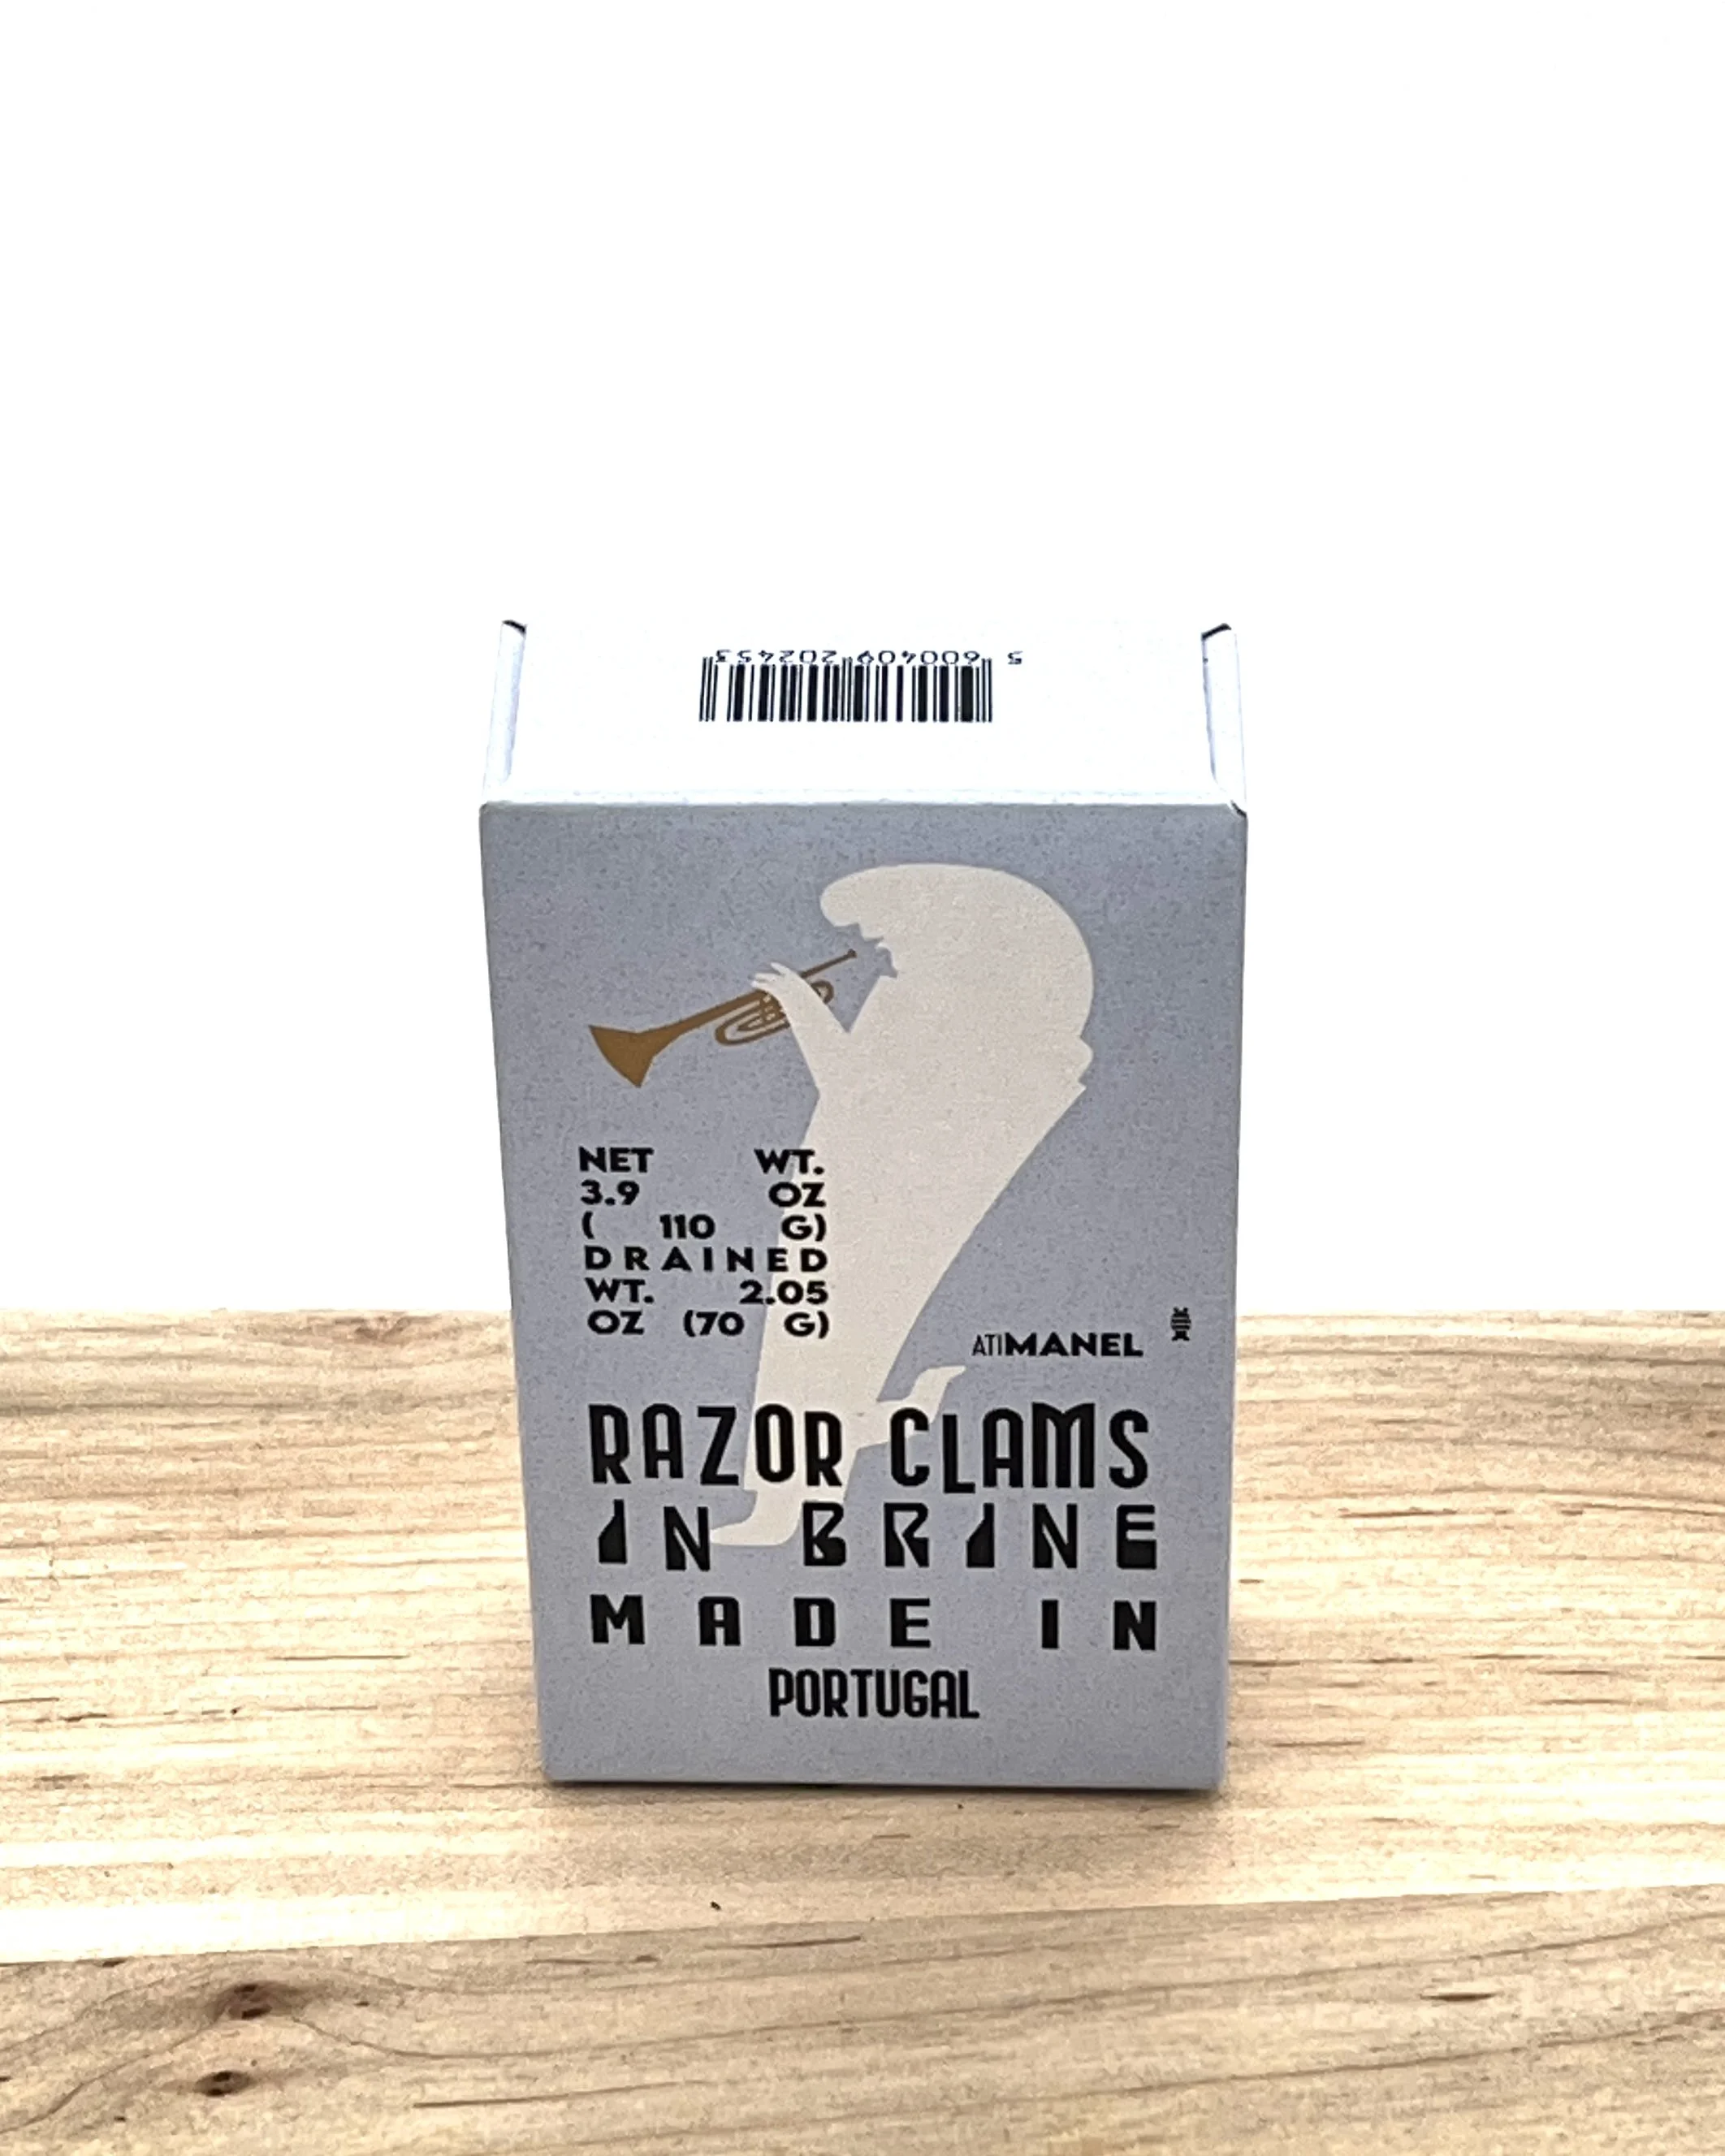 5 600409 202453
NET WT.
3.9 OZ
( 110 G)
DRAINED
WT. 2.05
OZ (70 G)
ATIMANEL
RAZOR CLAMS
IN BRINE
MADE IN
PORTUGAL